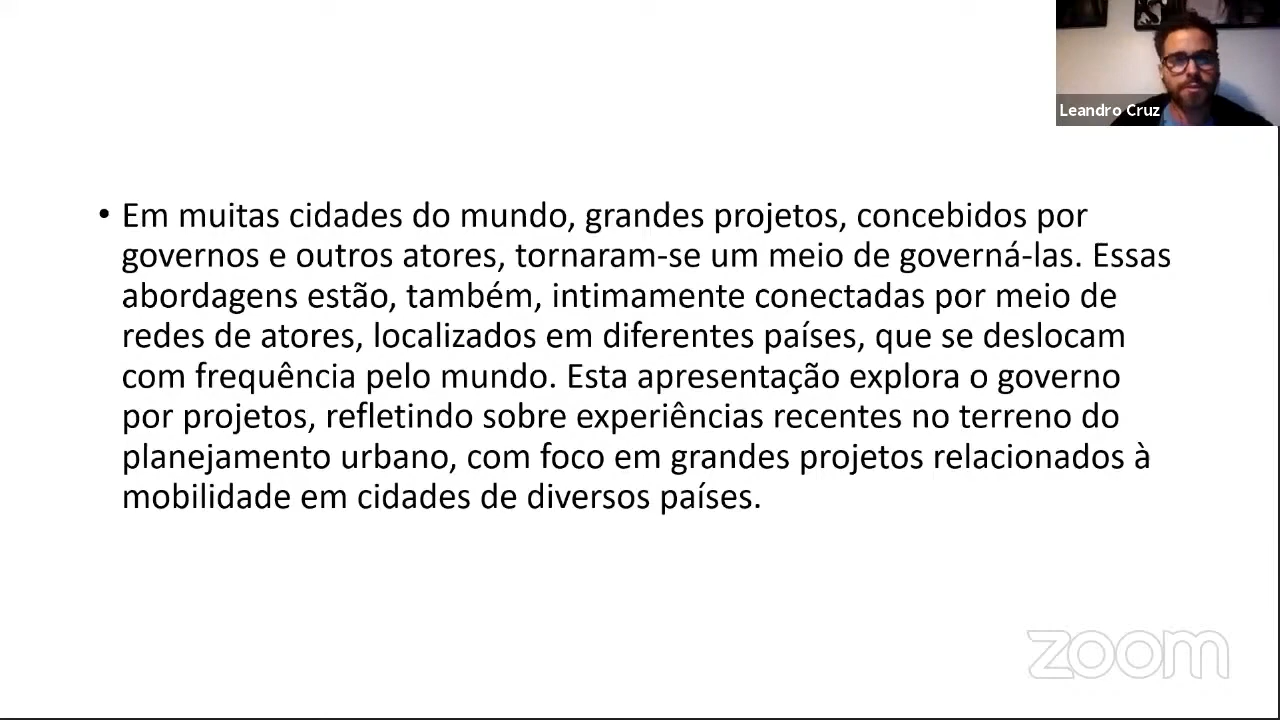 Leandro Cruz
• Em muitas cidades do mundo, grandes projetos, concebidos por
governos e outros atores, tornaram-se um meio de governá-las. Essas
abordagens estão, também, intimamente conectadas por meio de
redes de atores, localizados em diferentes países, que se deslocam
com frequência pelo mundo. Esta apresentação explora o governo
por projetos, refletindo sobre experiências recentes no terreno do
planejamento urbano, com foco em grandes projetos relacionados à
mobilidade em cidades de diversos países.
zoom